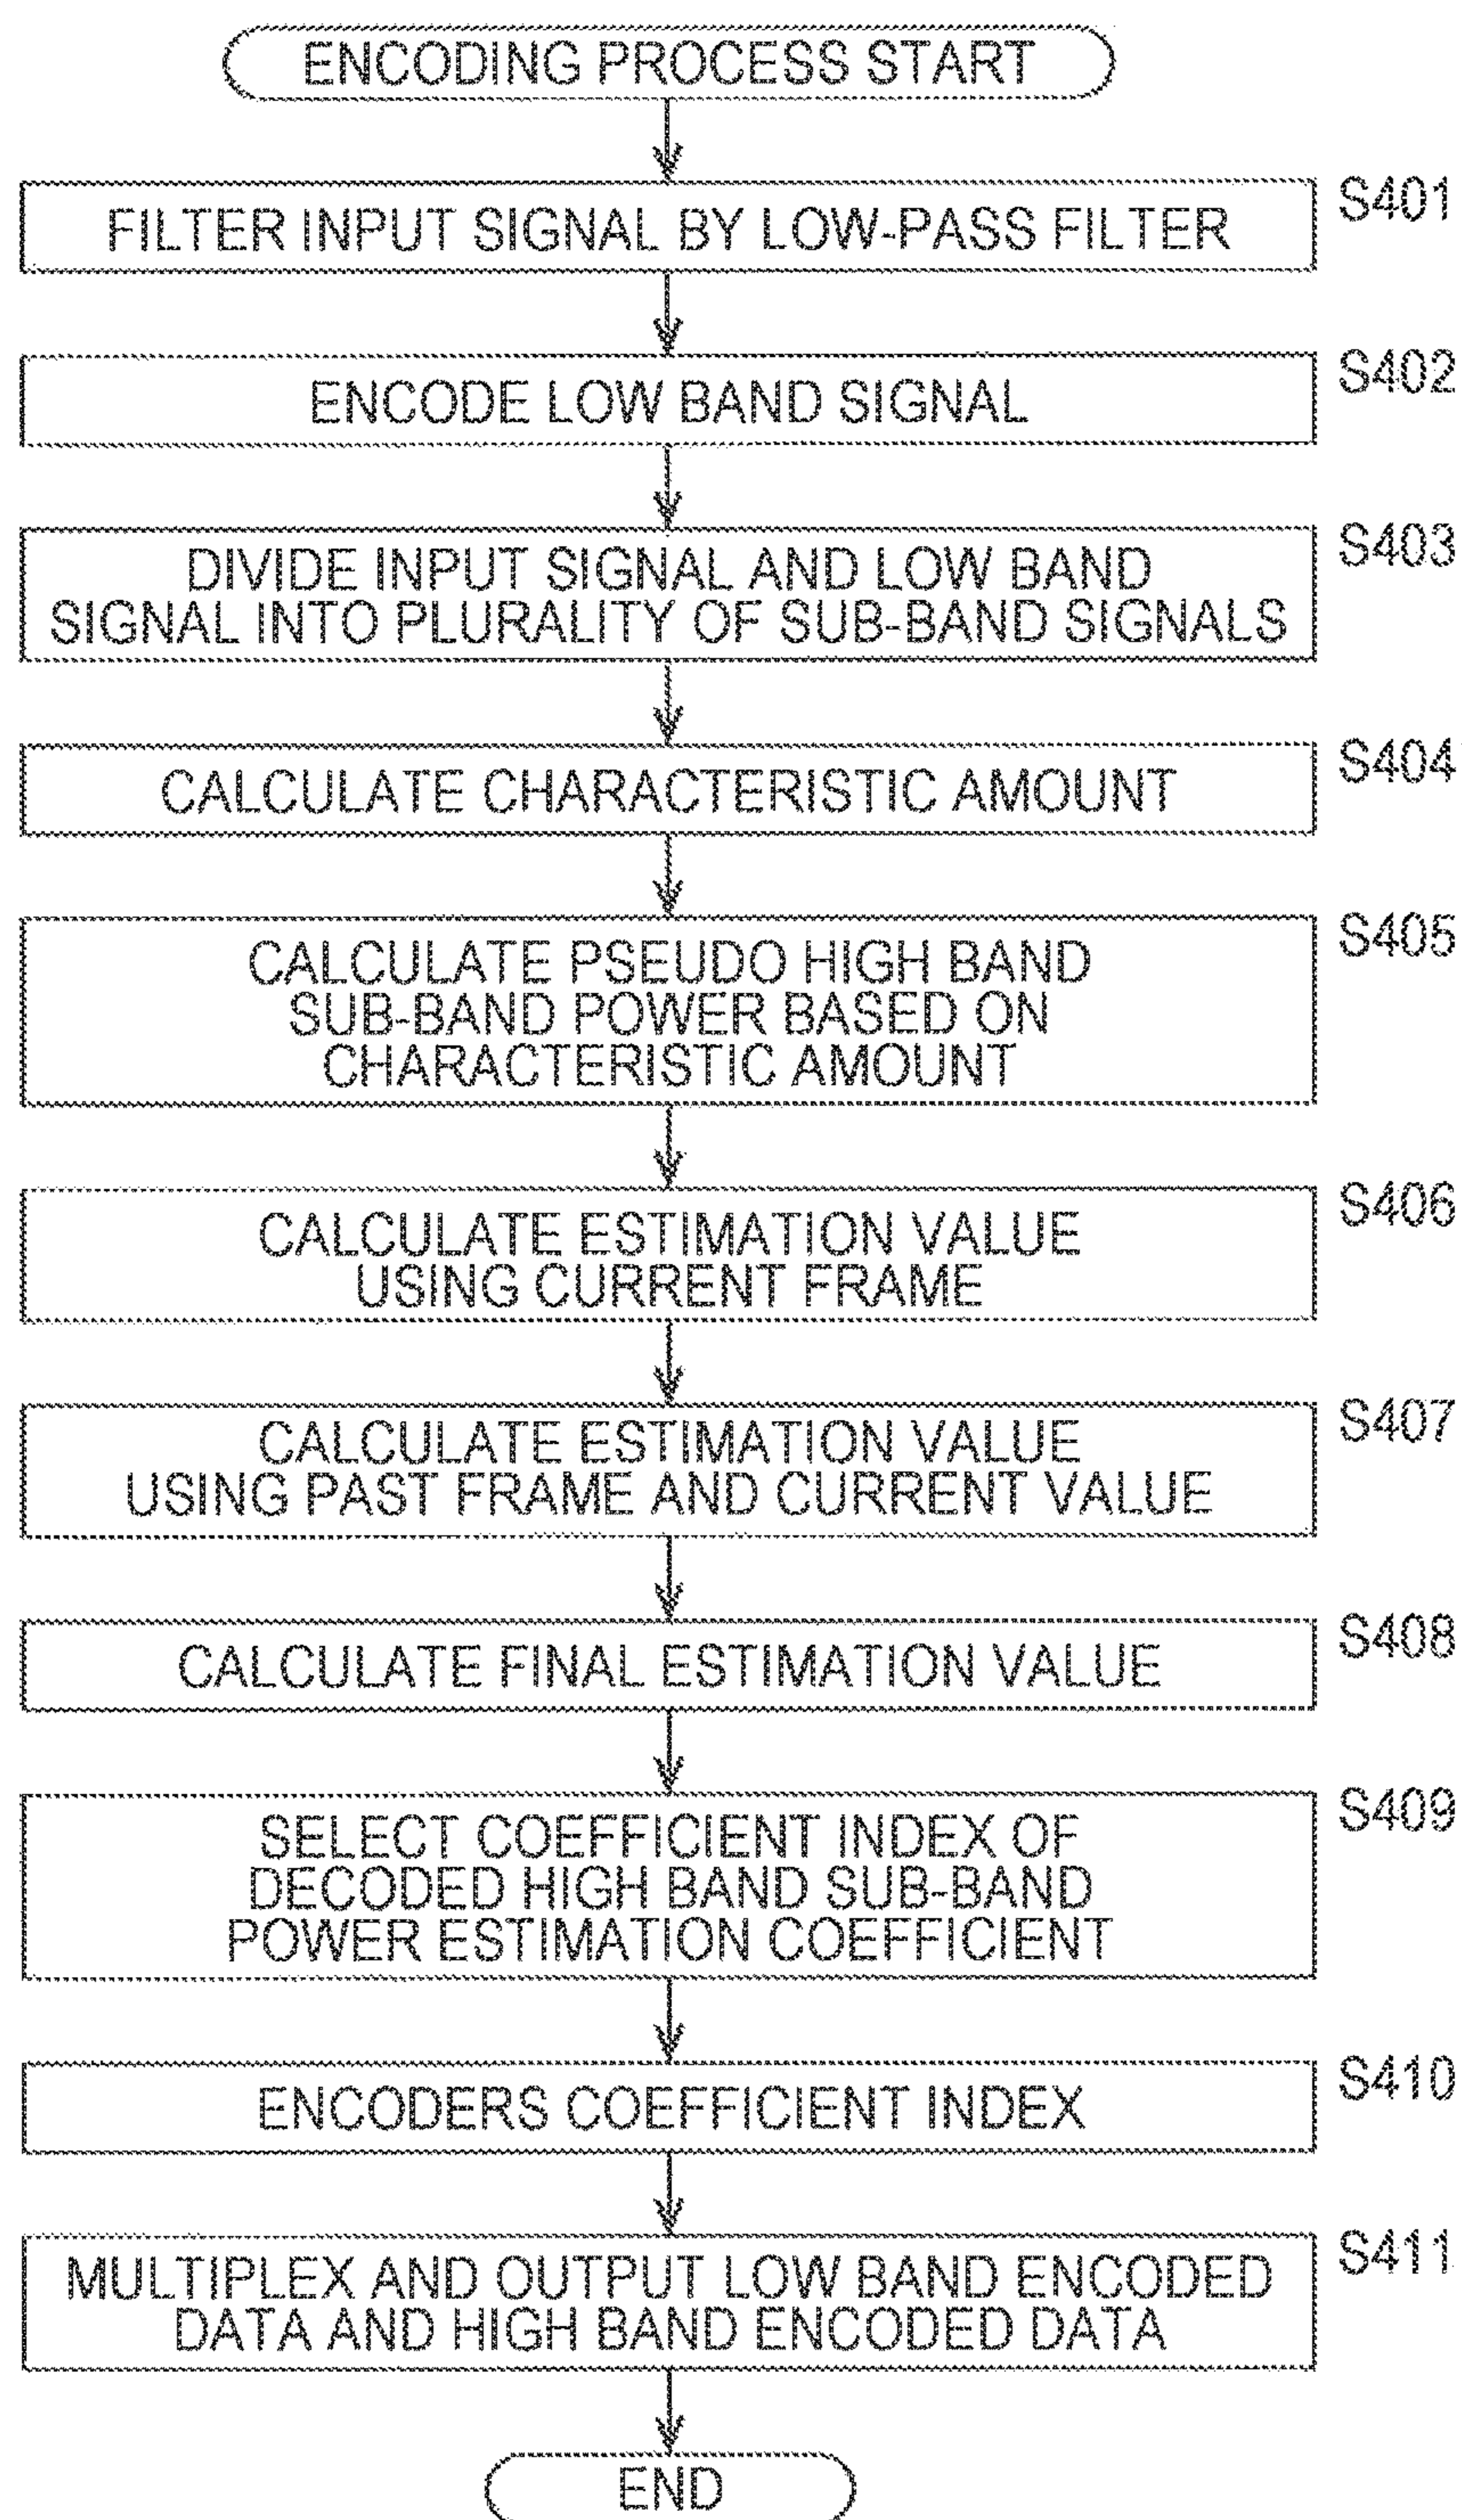 ENCODING PROCESS START
FILTER INPUT SIGNAL BY LOW-PASS FILTER
S401
ENCODE LOW BAND SIGNAL
S402
DIVIDE INPUT SIGNAL AND LOW BAND
SIGNAL INTO PLURALITY OF SUB-BAND SIGNALS
S403
CALCULATE CHARACTERISTIC AMOUNT
S404
CALCULATE PSEUDO HIGH BAND
SUB-BAND POWER BASED ON
CHARACTERISTIC AMOUNT
S405
CALCULATE ESTIMATION VALUE
USING CURRENT FRAME
S406
CALCULATE ESTIMATION VALUE
USING PAST FRAME AND CURRENT VALUE
S407
CALCULATE FINAL ESTIMATION VALUE
S408
SELECT COEFFICIENT INDEX OF
DECODED HIGH BAND SUB-BAND
POWER ESTIMATION COEFFICIENT
S409
ENCODERS COEFFICIENT INDEX
S410
MULTIPLEX AND OUTPUT LOW BAND ENCODED
DATA AND HIGH BAND ENCODED DATA
S411
END